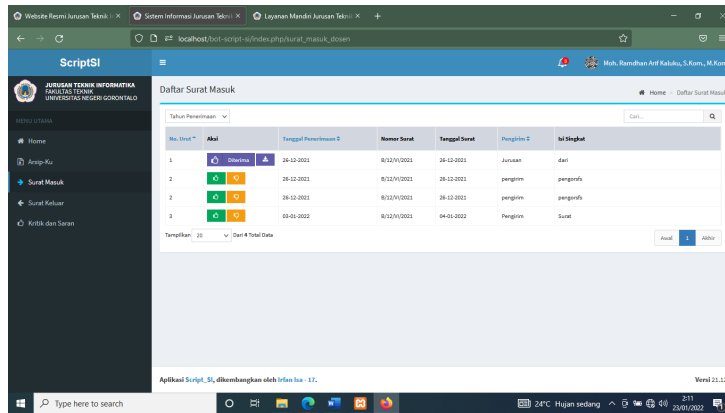 Website Resmi Jurusan Teknik I
Sistem Informasi Jurusan Tekni
Layanan Mandiri Jurusan Tekni
localhost/bot-script-si/index.php/surat_masuk_dosen
ScriptSI
Moh. Ramdhan Arif Kaluku, S.Kom., M.Kom
JURUSAN TEKNIK INFORMATIKA
FAKULTAS TEKNIK
UNIVERSITAS NEGERI GORONTALO
Daftar Surat Masuk
Home > Daftar Surat Masuk
MENU UTAMA
Home
Arsip-Ku
Surat Masuk
Surat Keluar
Kritik dan Saran
Tahun Penerimaan
Cari...
No. Urut Aksi Tanggal Penerimaan Nomor Surat Tanggal Surat Pengirim Isi Singkat
1 Diterima 26-12-2021 B/12/VI/2021 26-12-2021 Jurusan dari
2 26-12-2021 B/12/VI/2021 26-12-2021 pengirim pengorsfs
2 26-12-2021 B/12/VI/2021 26-12-2021 pengirim pengorsfs
3 03-01-2022 B/12/VI/2021 04-01-2022 Pengirim Surat
Tampilkan 20 Dari 4 Total Data
Awal 1 Akhir
Aplikasi Script_SI, dikembangkan oleh Irfan Isa - 17.
Versi 21.12
Type here to search
24°C Hujan sedang
2:11
23/01/2022